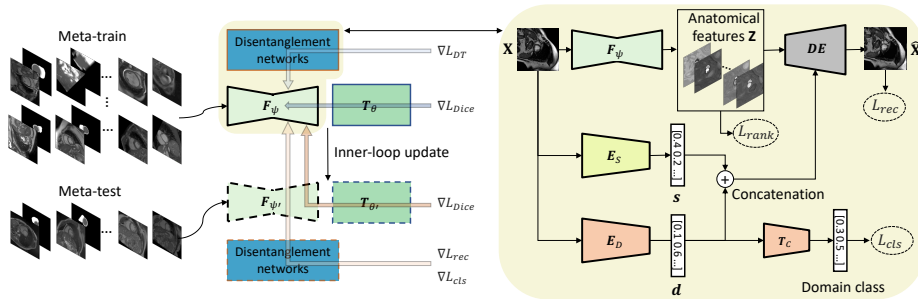 Meta-train
Disentanglement
networks
∇L_DT
F_ψ
T_θ
∇L_Dice
Inner-loop update
Meta-test
F_ψ'
T_θ'
∇L_Dice
Disentanglement
networks
∇L_rec
∇L_cls
X
F_ψ
Anatomical
features Z
DE
X̂
L_rank
L_rec
E_S
[0.4 0.2 ...]
s
+
Concatenation
E_D
[0.1 0.6 ...]
d
T_C
[0.3 0.5 ...]
L_cls
Domain class